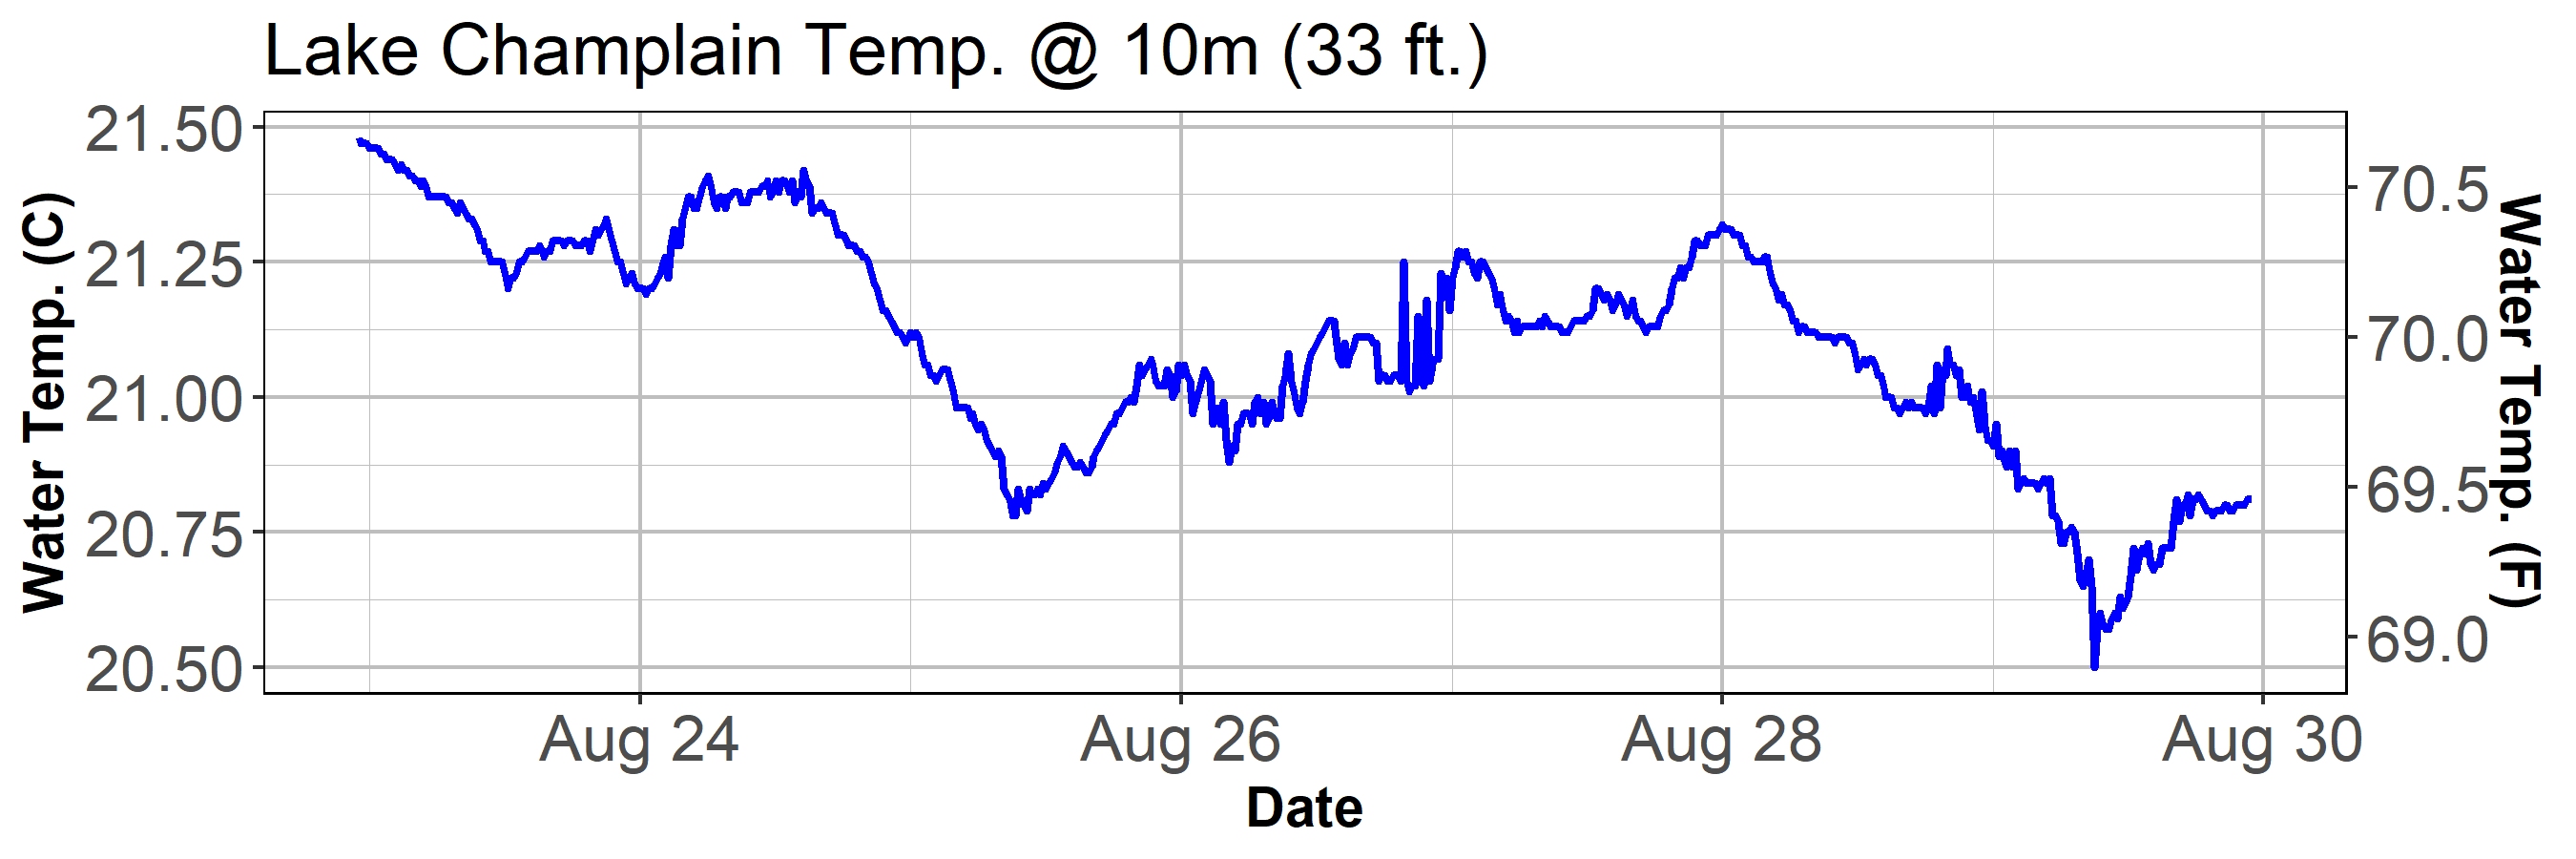 Lake Champlain Temp. @ 10m (33 ft.)
Water Temp. (C)
21.50
21.25
21.00
20.75
20.50
70.5
70.0
69.5
69.0
Water Temp. (F)
Aug 24
Aug 26
Aug 28
Aug 30
Date